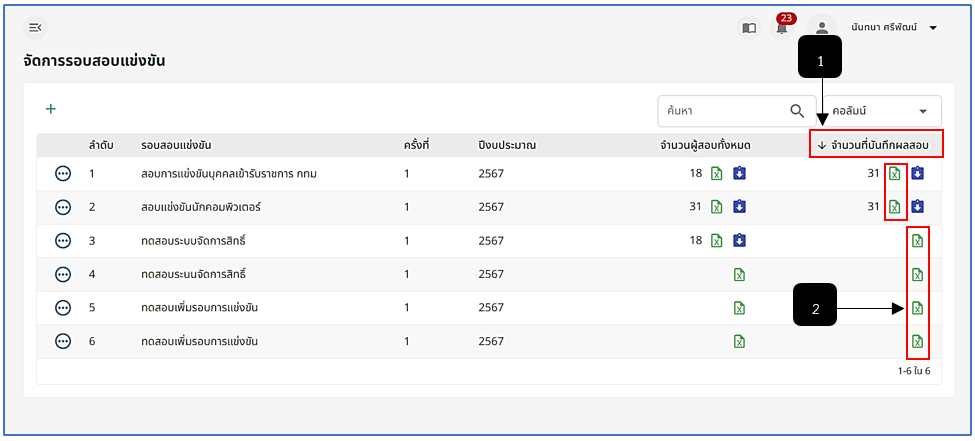 23
นันทนา ศรีพัฒน์
จัดการรอบสอบแข่งขัน
1
+
ค้นหา
คอลัมน์
ลำดับ รอบสอบแข่งขัน ครั้งที่ ปีงบประมาณ จำนวนผู้สอบทั้งหมด จำนวนที่บันทึกผลสอบ
1 สอบการแข่งขันบุคคลเข้ารับราชการ กทม 1 2567 18 31
2 สอบแข่งขันนักคอมพิวเตอร์ 1 2567 31 31
3 ทดสอบระบบจัดการสิทธิ์ 1 2567 18
4 ทดสอบระนนจัดการสิทธิ์ 1 2567
5 ทดสอบเพิ่มรอบการแข่งขัน 1 2567
2
6 ทดสอบเพิ่มรอบการแข่งขัน 1 2567
1-6 ใน 6